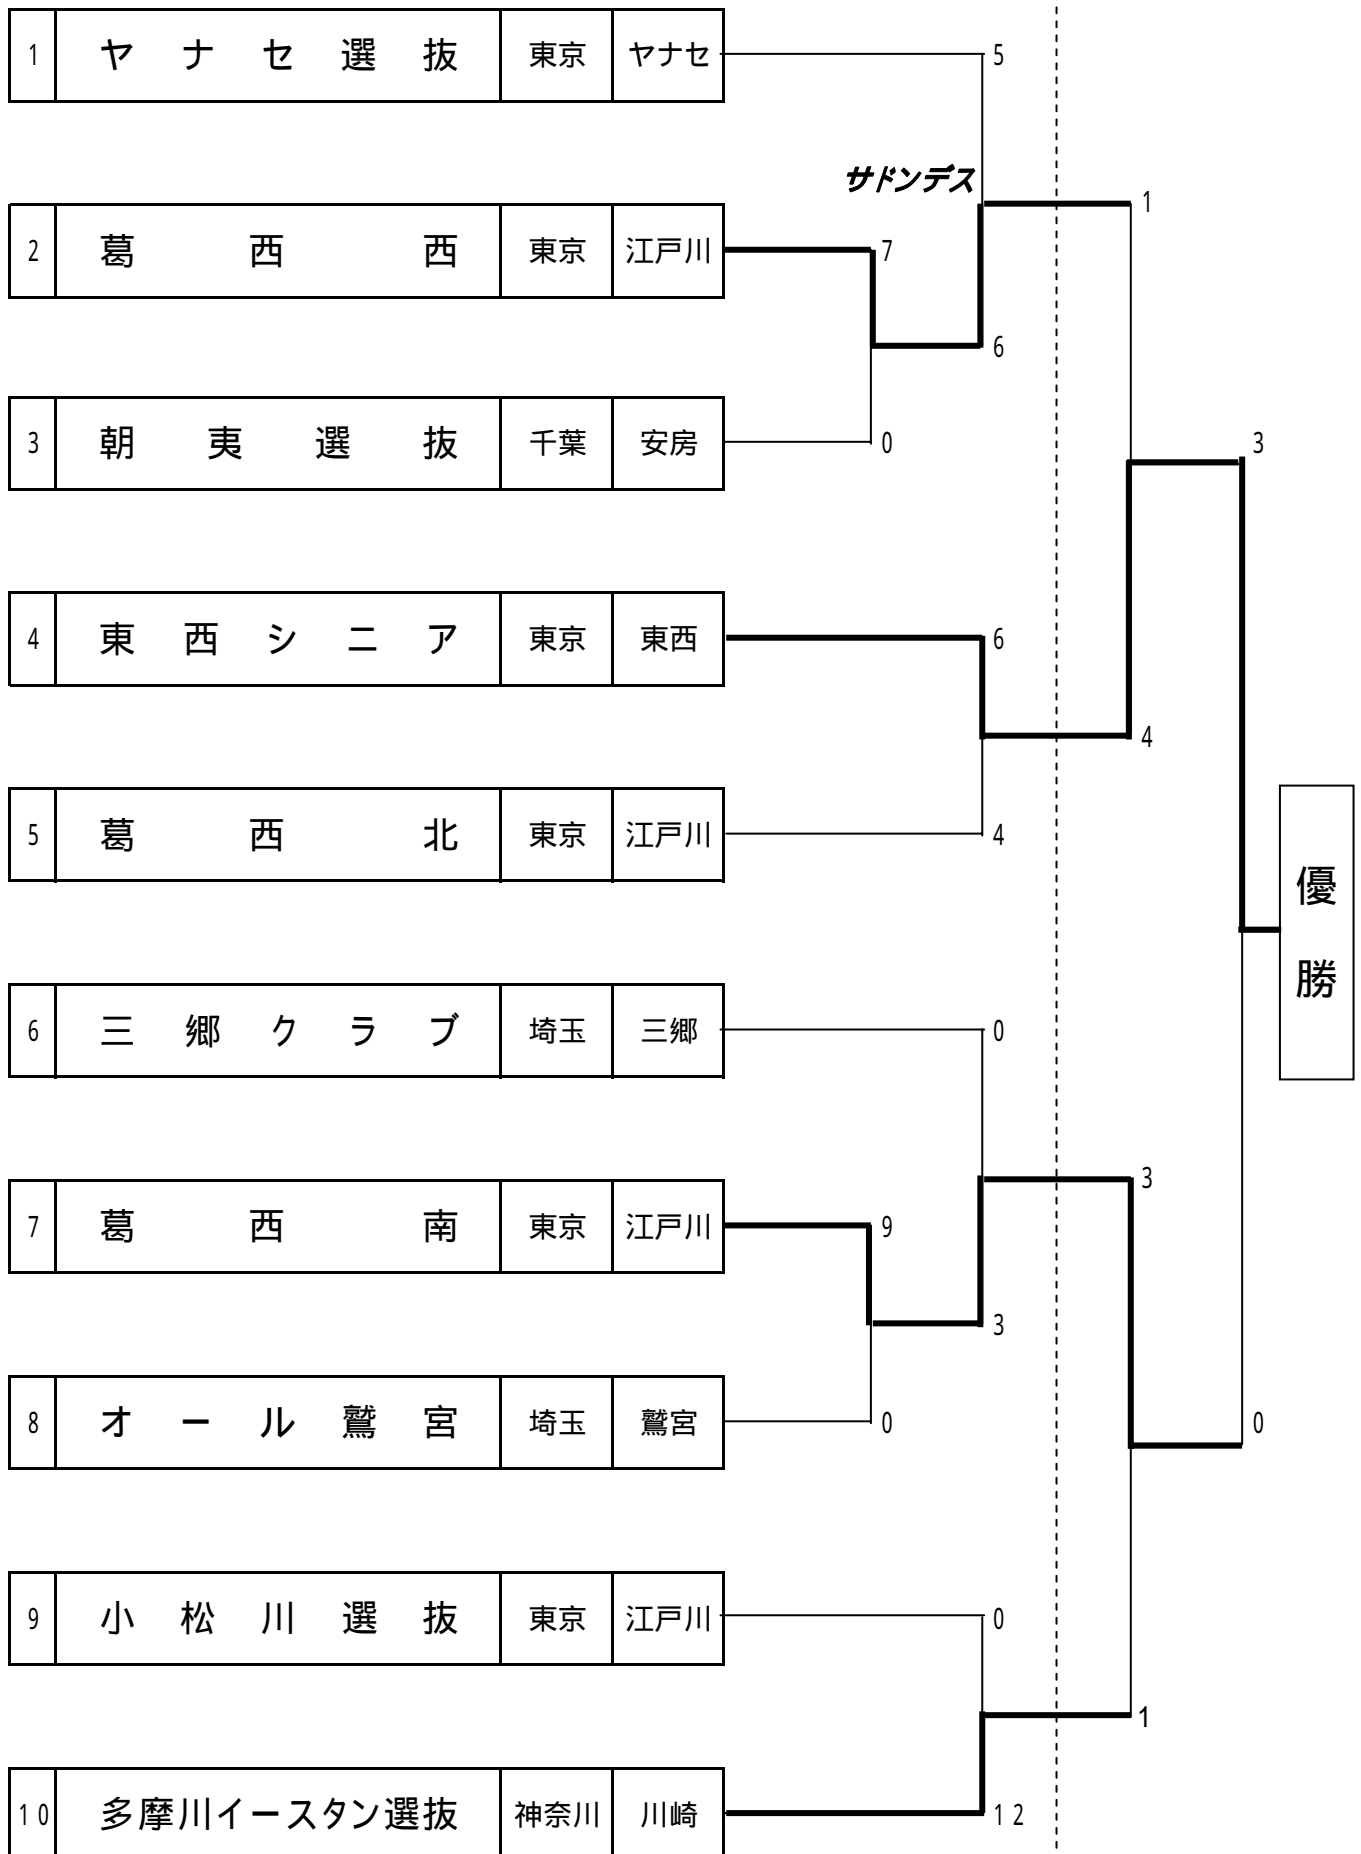 1 ヤナセ選抜 東京 ヤナセ 5
サドンデス
1
2 葛西西 東京 江戸川 7
6
3 朝夷選抜 千葉 安房 0
3
4 東西シニア 東京 東西 6
4
5 葛西北 東京 江戸川 4
優
勝
6 三郷クラブ 埼玉 三郷 0
3
7 葛西南 東京 江戸川 9
3
8 オール鷲宮 埼玉 鷲宮 0
0
9 小松川選抜 東京 江戸川 0
1
10 多摩川イースタン選抜 神奈川 川崎 12